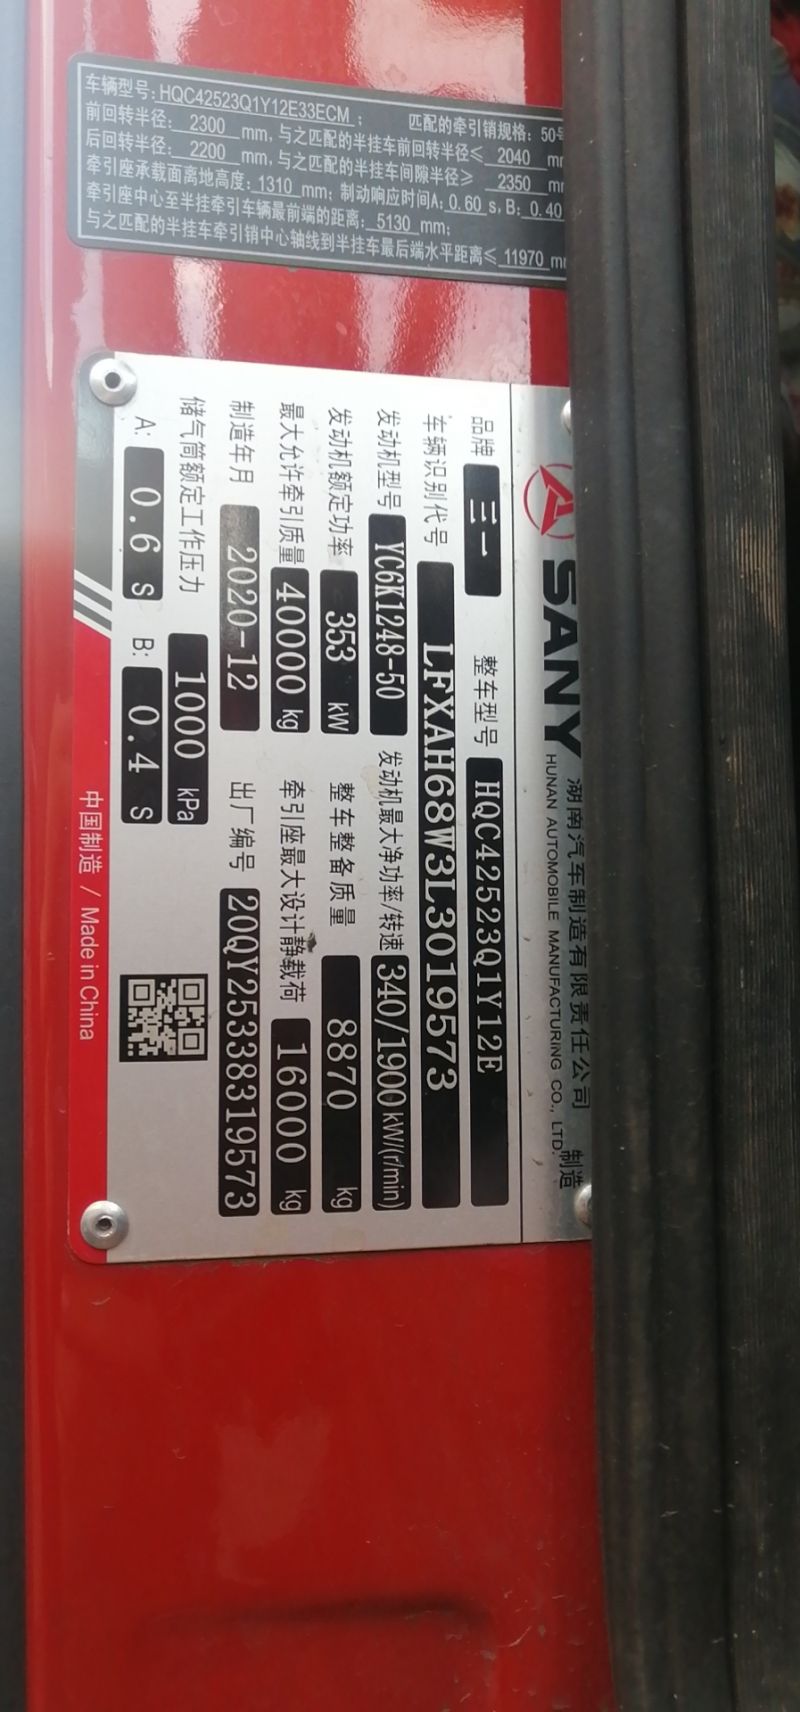 车辆型号:HQC42523Q1Y12E33ECM; 匹配的牵引销规格:50号
前回转半径: 2300 mm,与之匹配的半挂车前回转半径≤ 2040 mm
后回转半径: 2200 mm,与之匹配的半挂车间隙半径≥ 2350 mm
牵引座承载面离地高度:1310 mm;制动响应时间A:0.60 s,B: 0.40
牵引座中心至半挂牵引车辆最前端的距离: 5130 mm;
与之匹配的半挂车牵引销中心轴线到半挂车最后端水平距离≤ 11970 mm
SANY 湖南汽车制造有限责任公司 制造
HUNAN AUTOMOBILE MANUFACTURING CO., LTD.
品牌 三一 整车型号 HQC42523Q1Y12E
车辆识别代号 LFXAH68W3L3019573
发动机型号 YC6K1248-50 发动机最大净功率/转速 340/1900 kW/(r/min)
发动机额定功率 353 kW 整车整备质量 8870 kg
最大允许牵引质量 40000 kg 牵引座最大设计静载荷 16000 kg
制造年月 2020-12 出厂编号 20QY253338319573
储气筒额定工作压力 1000 kPa
A: 0.6 s B: 0.4 s
中国制造 / Made in China